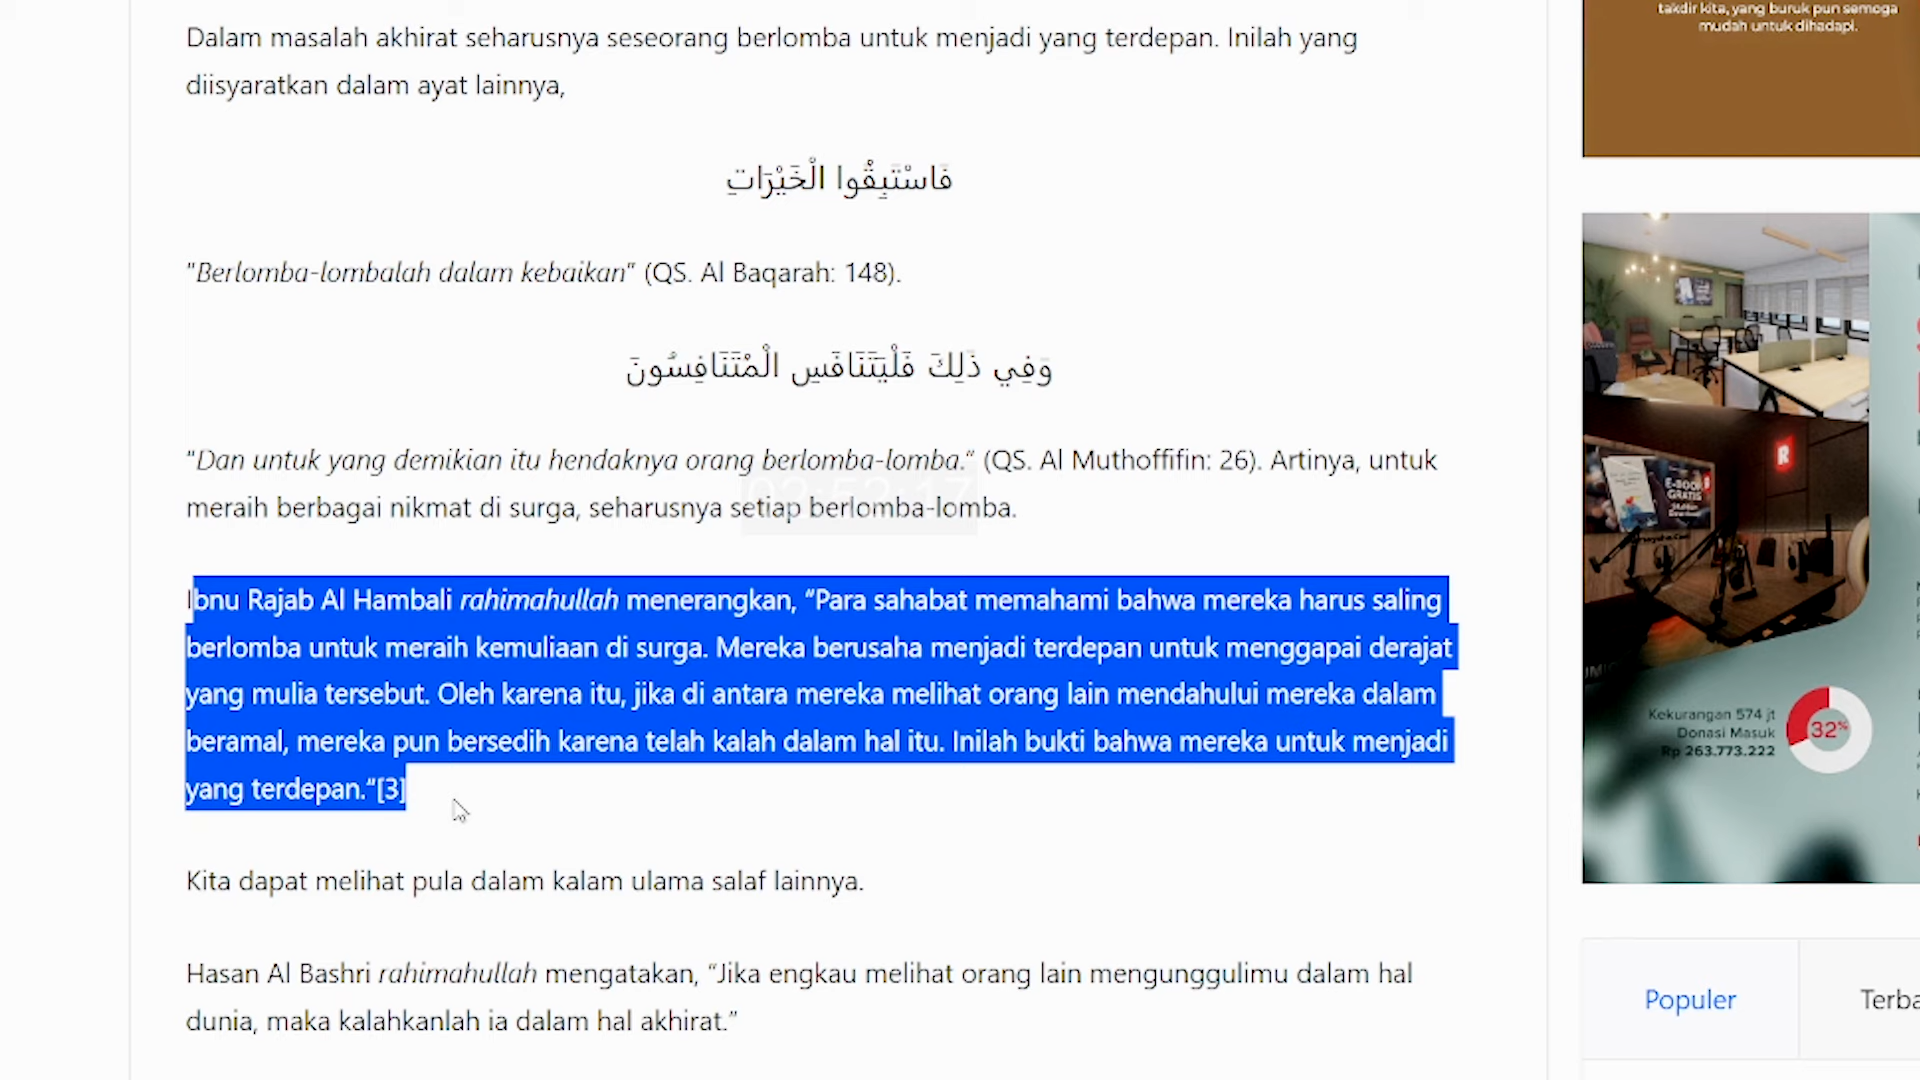 takdir kita, yang buruk pun semoga
mudah untuk dihadapi.
Dalam masalah akhirat seharusnya seseorang berlomba untuk menjadi yang terdepan. Inilah yang
diisyaratkan dalam ayat lainnya,
فَاسْتَبِقُوا الْخَيْرَاتِ
"Berlomba-lombalah dalam kebaikan” (QS. Al Baqarah: 148).
وَفِي ذَلِكَ فَلْيَتَنَافَسِ الْمُتَنَافِسُونَ
"Dan untuk yang demikian itu hendaknya orang berlomba-lomba.” (QS. Al Muthoffifin: 26). Artinya, untuk
meraih berbagai nikmat di surga, seharusnya setiap berlomba-lomba.
02:52:17
Ibnu Rajab Al Hambali rahimahullah menerangkan, “Para sahabat memahami bahwa mereka harus saling
berlomba untuk meraih kemuliaan di surga. Mereka berusaha menjadi terdepan untuk menggapai derajat
yang mulia tersebut. Oleh karena itu, jika di antara mereka melihat orang lain mendahului mereka dalam
beramal, mereka pun bersedih karena telah kalah dalam hal itu. Inilah bukti bahwa mereka untuk menjadi
yang terdepan.”[3]
Kita dapat melihat pula dalam kalam ulama salaf lainnya.
Hasan Al Bashri rahimahullah mengatakan, “Jika engkau melihat orang lain mengunggulimu dalam hal
dunia, maka kalahkanlah ia dalam hal akhirat.”
R
E-BOOK
GRATIS
Kekurangan 574 jt
Donasi Masuk
Rp 263.773.222
32%
Populer
Terba